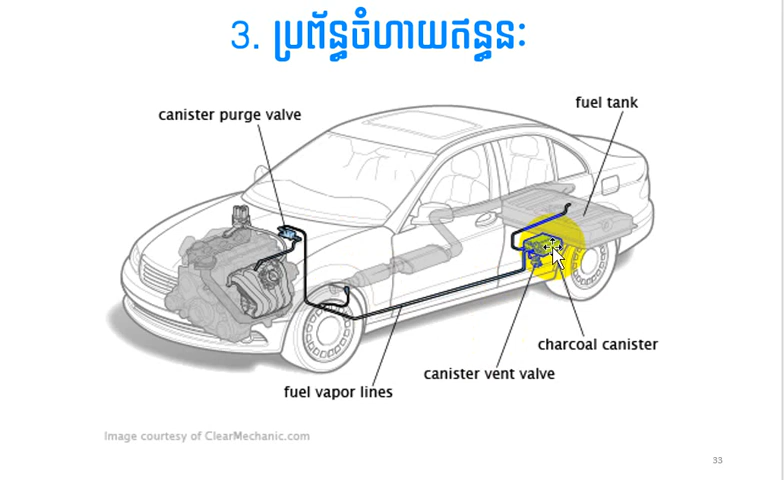 3. ប្រព័ន្ធចំហាយឥន្ធនៈ
fuel tank
canister purge valve
charcoal canister
canister vent valve
fuel vapor lines
Image courtesy of ClearMechanic.com
33